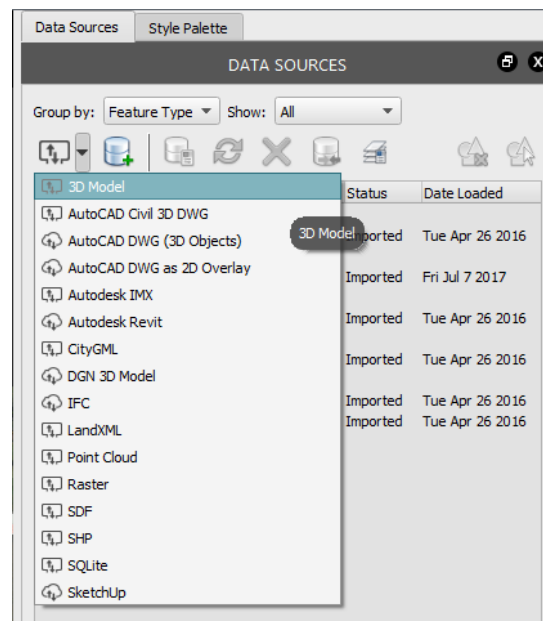 Data Sources Style Palette
DATA SOURCES
Group by: Feature Type Show: All
3D Model
Status Date Loaded
AutoCAD Civil 3D DWG
3D Model
AutoCAD DWG (3D Objects)
Imported Tue Apr 26 2016
AutoCAD DWG as 2D Overlay
Imported Fri Jul 7 2017
Autodesk IMX
Autodesk Revit
Imported Tue Apr 26 2016
CityGML
Imported Tue Apr 26 2016
DGN 3D Model
IFC
Imported Tue Apr 26 2016
LandXML
Imported Tue Apr 26 2016
Point Cloud
Raster
SDF
SHP
SQLite
SketchUp